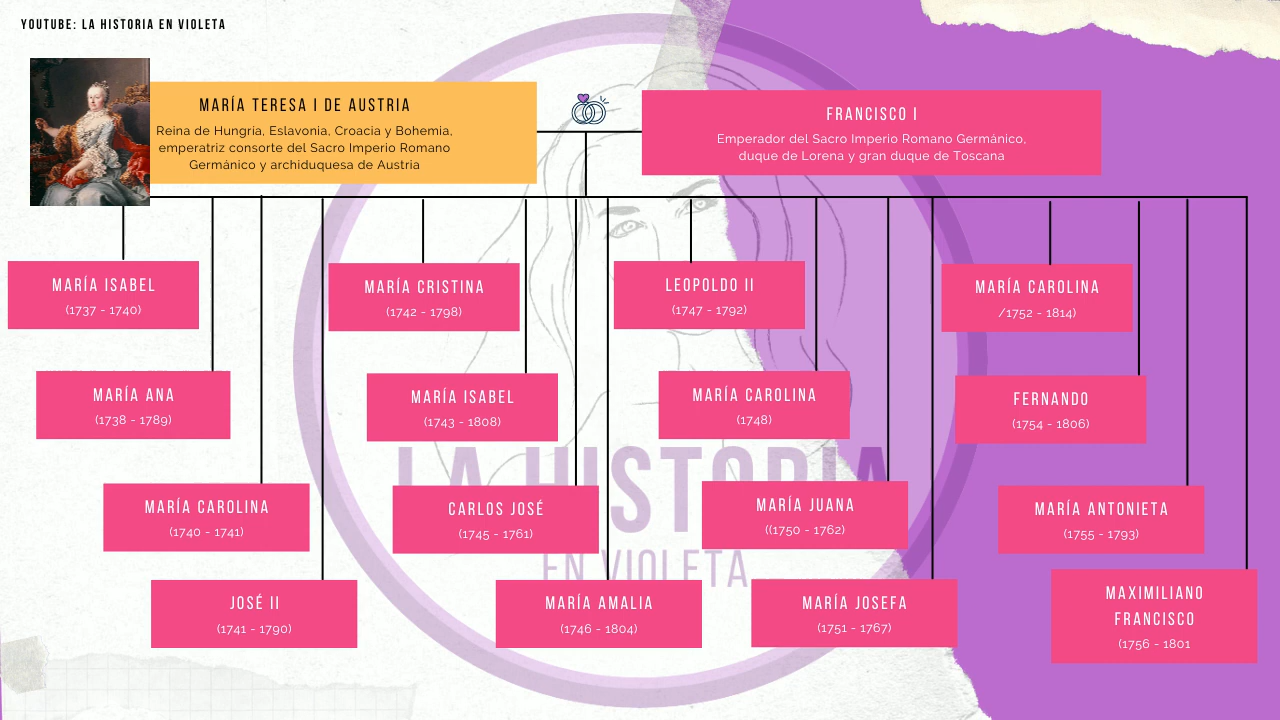 YOUTUBE: LA HISTORIA EN VIOLETA
MARÍA TERESA I DE AUSTRIA
Reina de Hungría, Eslavonia, Croacia y Bohemia,
emperatriz consorte del Sacro Imperio Romano
Germánico y archiduquesa de Austria
FRANCISCO I
Emperador del Sacro Imperio Romano Germánico,
duque de Lorena y gran duque de Toscana
MARÍA ISABEL
(1737 - 1740)
MARÍA ANA
(1738 - 1789)
MARÍA CAROLINA
(1740 - 1741)
JOSÉ II
(1741 - 1790)
MARÍA CRISTINA
(1742 - 1798)
MARÍA ISABEL
(1743 - 1808)
CARLOS JOSÉ
(1745 - 1761)
MARÍA AMALIA
(1746 - 1804)
LEOPOLDO II
(1747 - 1792)
MARÍA CAROLINA
(1748)
MARÍA JUANA
((1750 - 1762)
MARÍA JOSEFA
(1751 - 1767)
MARÍA CAROLINA
/1752 - 1814)
FERNANDO
(1754 - 1806)
MARÍA ANTONIETA
(1755 - 1793)
MAXIMILIANO
FRANCISCO
(1756 - 1801
LA HISTORIA
EN VIOLETA